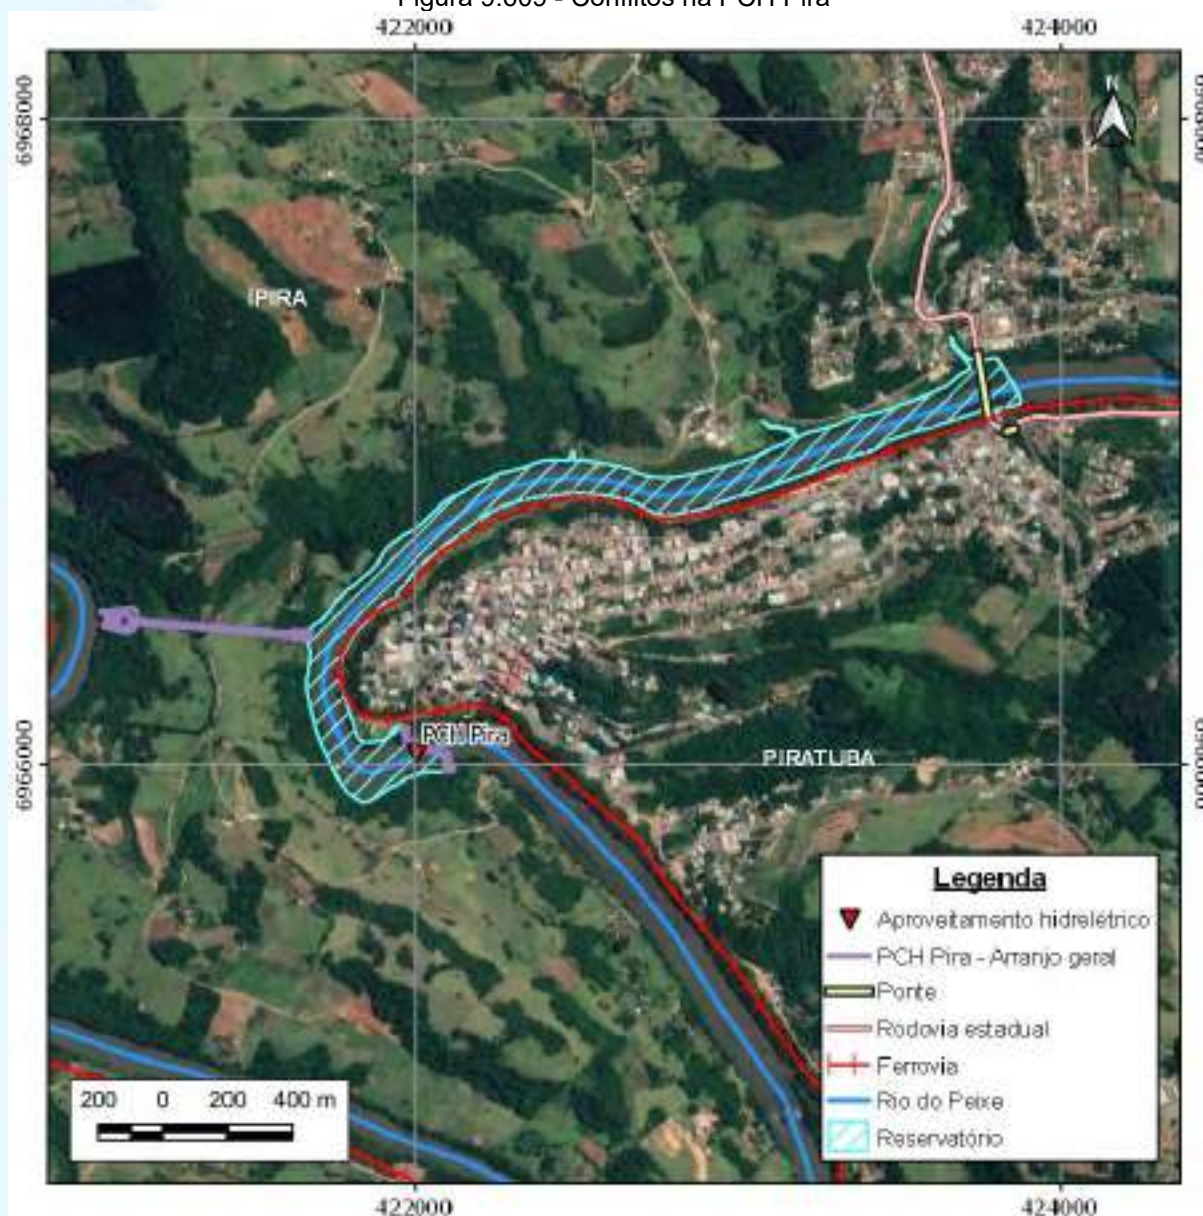 Figura 9.609 - Conflitos na PCH Pira
422000
424000
6968000
N
IPIRA
PCH Pira
6966000
PIRATUBA
Legenda
Aproveitamento hidrelétrico
PCH Pira - Arranjo geral
Ponte
Rodovia estadual
Ferrovia
Rio do Peixe
Reservatório
200 0 200 400 m
422000
424000